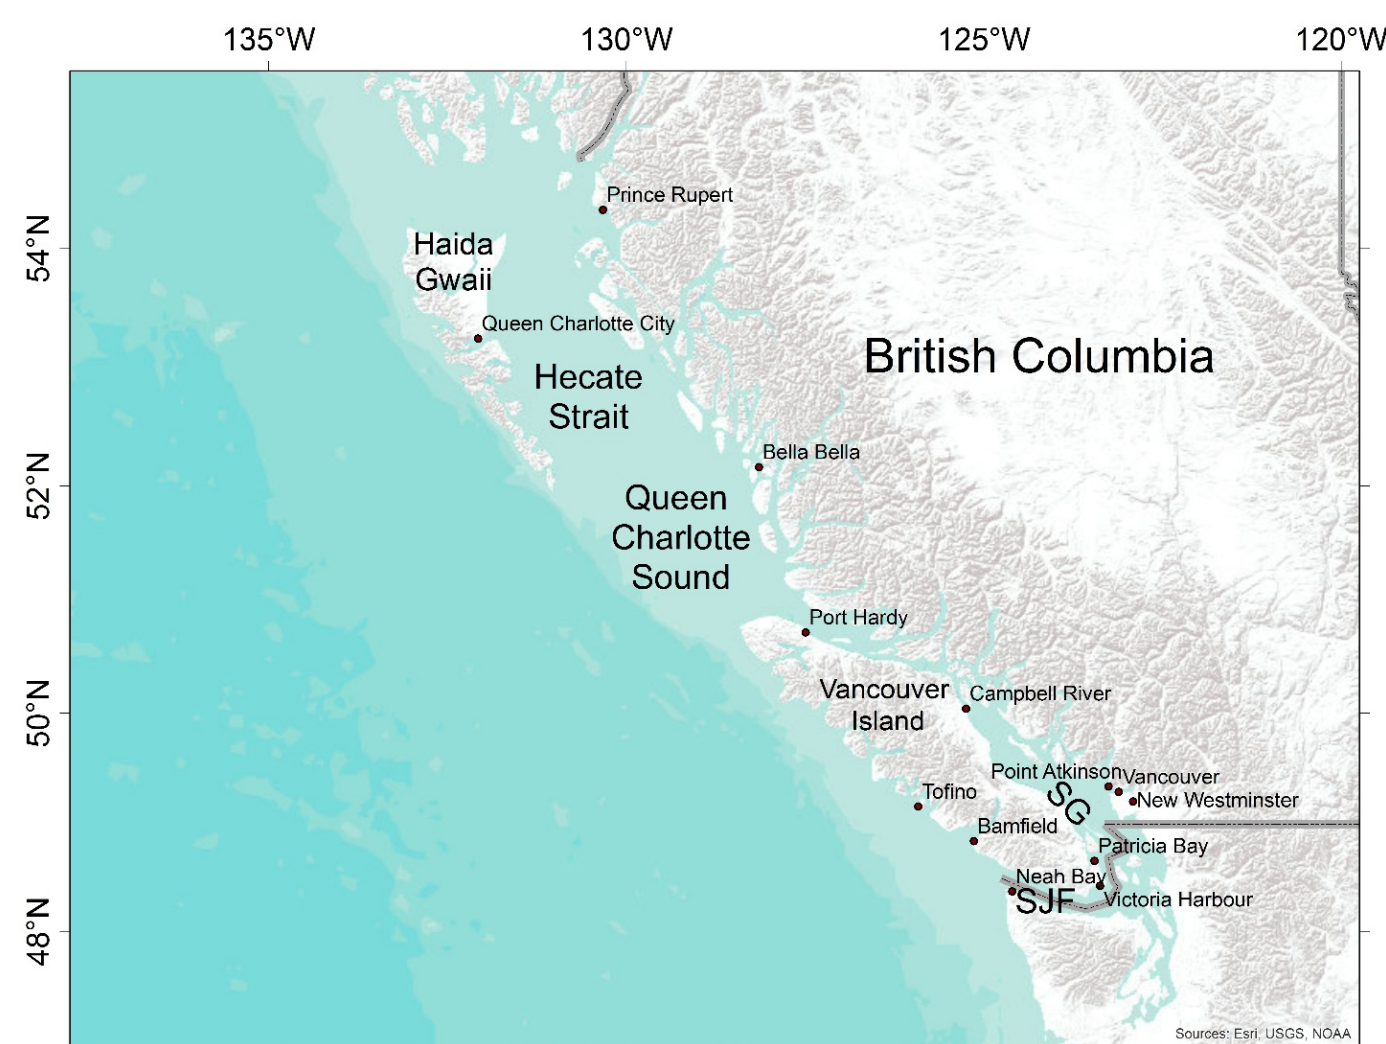 135°W 130°W 125°W 120°W
54°N
52°N
50°N
48°N
Prince Rupert
Haida
Gwaii
Queen Charlotte City
British Columbia
Hecate
Strait
Bella Bella
Queen
Charlotte
Sound
Port Hardy
Vancouver
Island
Campbell River
Point Atkinson
Vancouver
SG
New Westminster
Tofino
Bamfield
Patricia Bay
Neah Bay
SJF
Victoria Harbour
Sources: Esri, USGS, NOAA